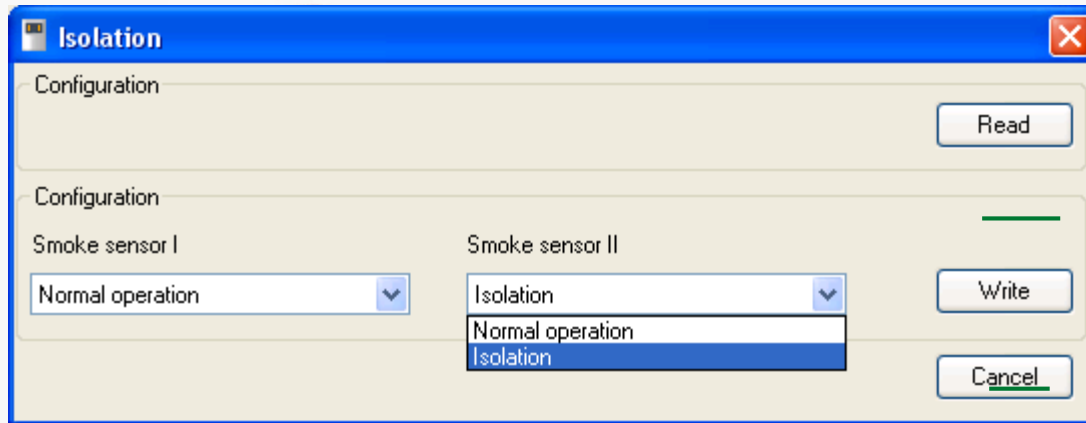 Isolation
Configuration
Read
Configuration
Smoke sensor I
Smoke sensor II
Normal operation
Isolation
Write
Normal operation
Isolation
Cancel